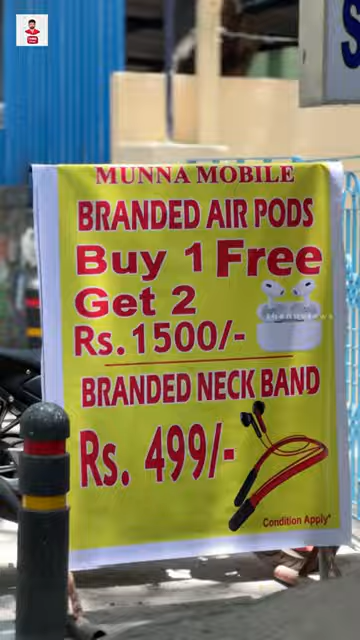 MUNNA MOBILE
BRANDED AIR PODS
Buy 1 Free
Get 2
Rs. 1500/-
BRANDED NECK BAND
Rs. 499/-
Condition Apply*